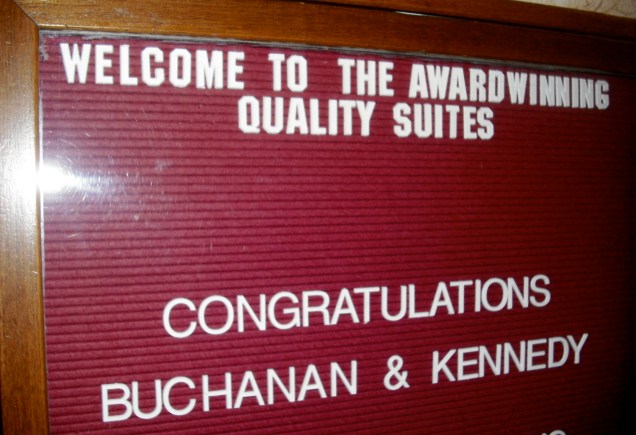 WELCOME TO THE AWARDWINNING
QUALITY SUITES
CONGRATULATIONS
BUCHANAN & KENNEDY